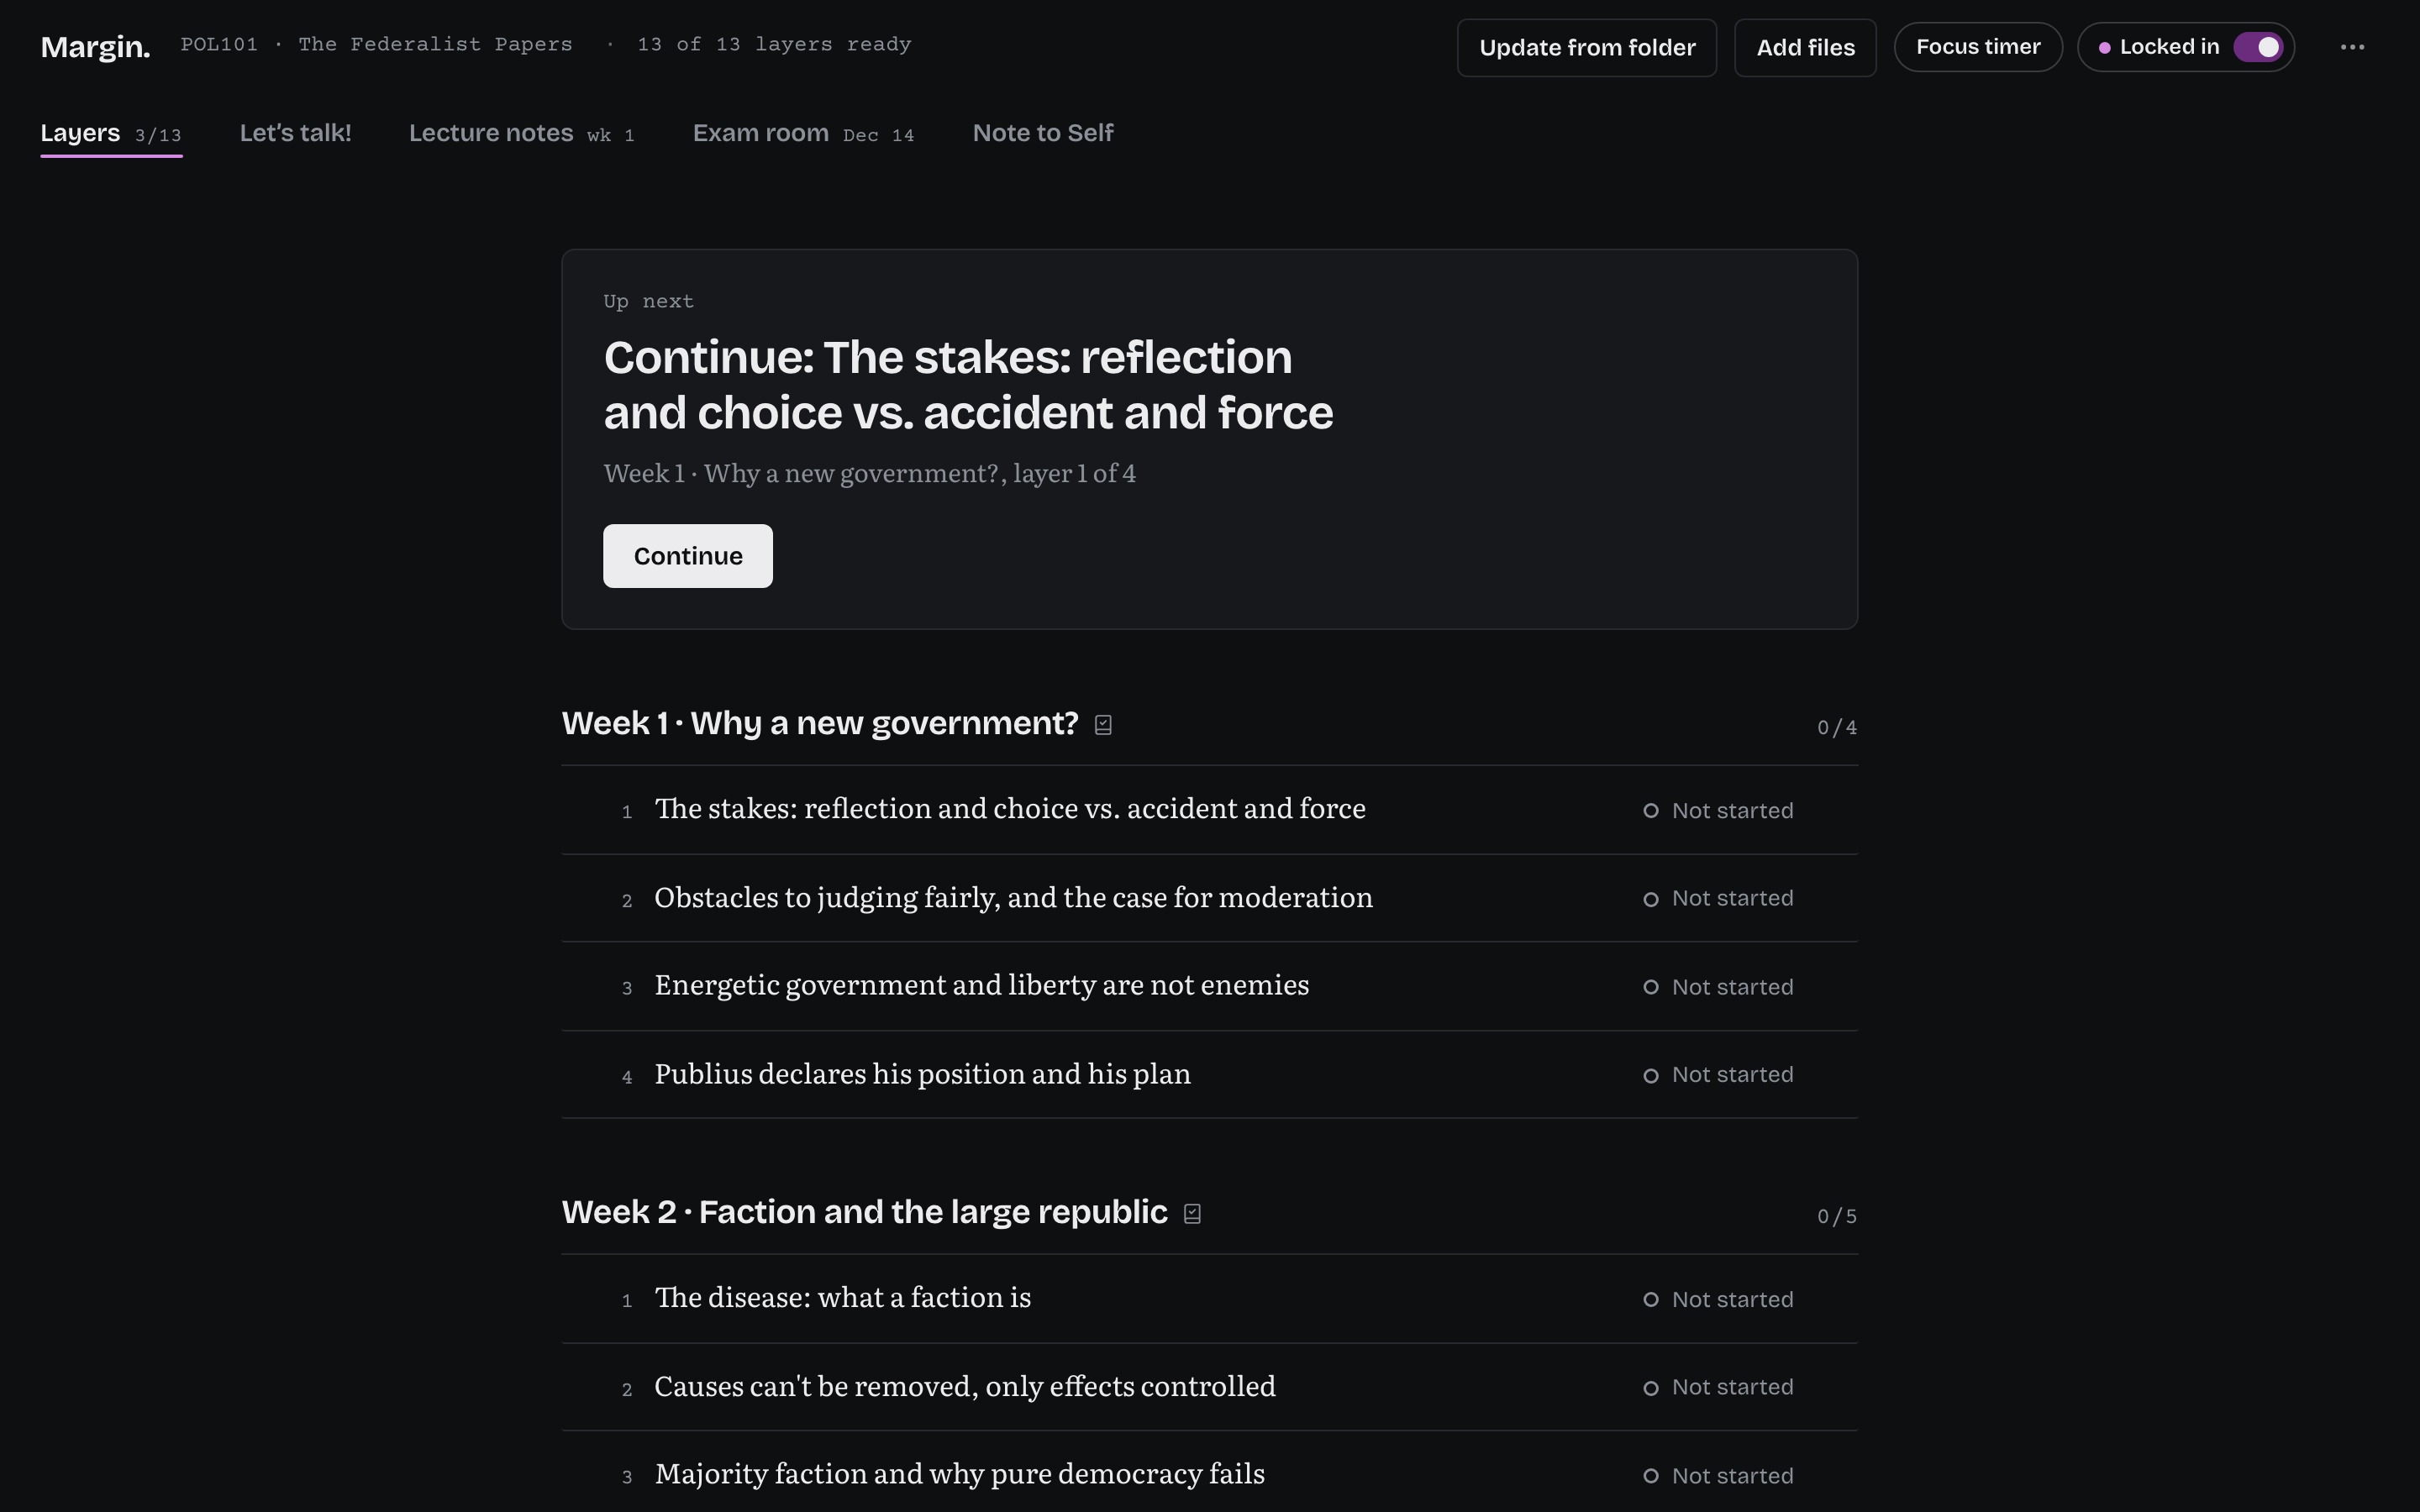 Margin. POL101 · The Federalist Papers · 13 of 13 layers ready Update from folder Add files Focus timer Locked in
Layers 3/13 Let’s talk! Lecture notes wk 1 Exam room Dec 14 Note to Self
Up next
Continue: The stakes: reflection
and choice vs. accident and force
Week 1 · Why a new government?, layer 1 of 4
Continue
Week 1 · Why a new government? 0/4
1 The stakes: reflection and choice vs. accident and force Not started
2 Obstacles to judging fairly, and the case for moderation Not started
3 Energetic government and liberty are not enemies Not started
4 Publius declares his position and his plan Not started
Week 2 · Faction and the large republic 0/5
1 The disease: what a faction is Not started
2 Causes can't be removed, only effects controlled Not started
3 Majority faction and why pure democracy fails Not started